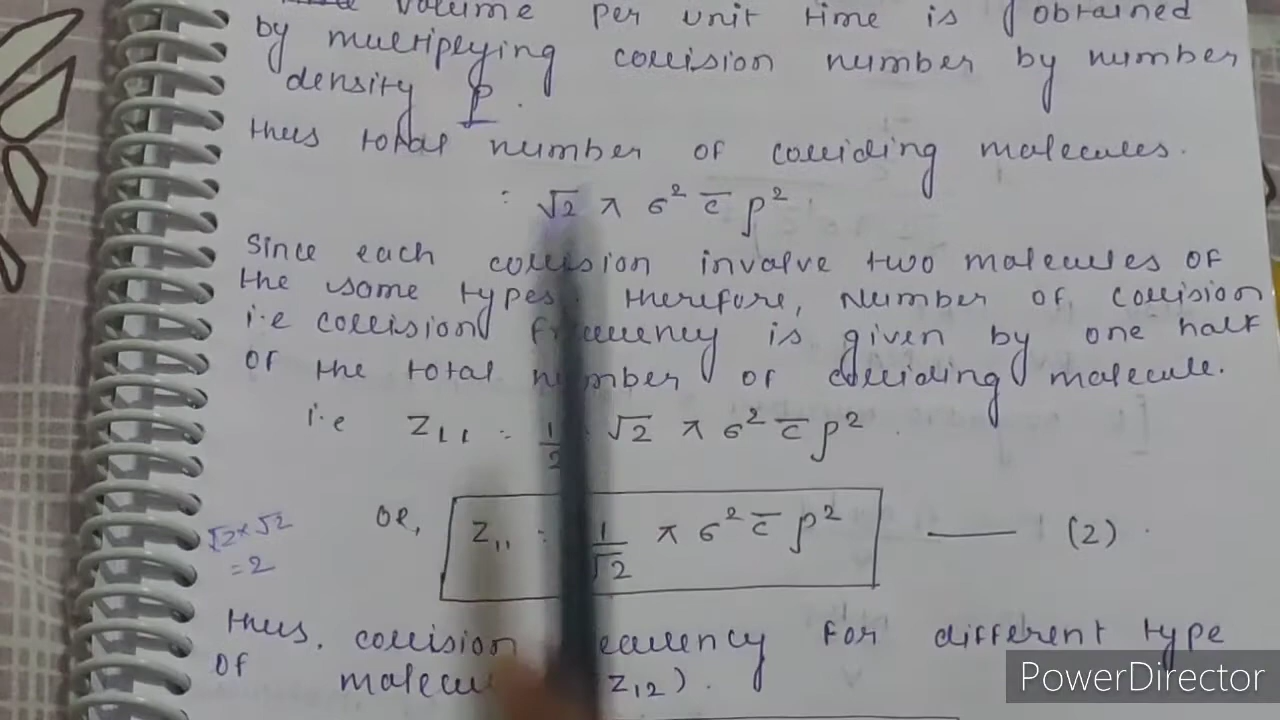 volume per unit time is obtained
by multiplying collision number by number
density ρ.
thus total number of colliding molecules.
: √2 π σ² c̅ ρ²
Since each collision involve two molecules of
the same types. Therefore, Number of collision
i.e collision frequency is given by one half
of the total number of colliding molecule.
i.e Z₁₁ = 1/2 √2 π σ² c̅ ρ².
or, Z₁₁ = 1/√2 π σ² c̅ ρ² —— (2).
√2 × √2
= 2
thus. collision for different type
of (Z₁₂).
PowerDirector